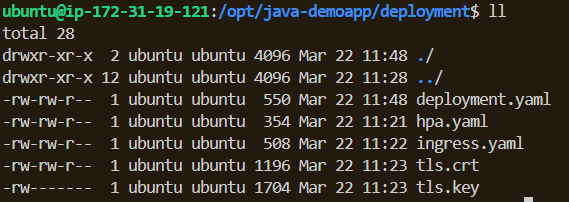 ubuntu@ip-172-31-19-121:/opt/java-demoapp/deployment$ ll
total 28
drwxr-xr-x  2 ubuntu ubuntu 4096 Mar 22 11:48 ./
drwxr-xr-x 12 ubuntu ubuntu 4096 Mar 22 11:28 ../
-rw-rw-r--  1 ubuntu ubuntu  550 Mar 22 11:48 deployment.yaml
-rw-rw-r--  1 ubuntu ubuntu  354 Mar 22 11:21 hpa.yaml
-rw-rw-r--  1 ubuntu ubuntu  508 Mar 22 11:22 ingress.yaml
-rw-rw-r--  1 ubuntu ubuntu 1196 Mar 22 11:23 tls.crt
-rw-------  1 ubuntu ubuntu 1704 Mar 22 11:23 tls.key